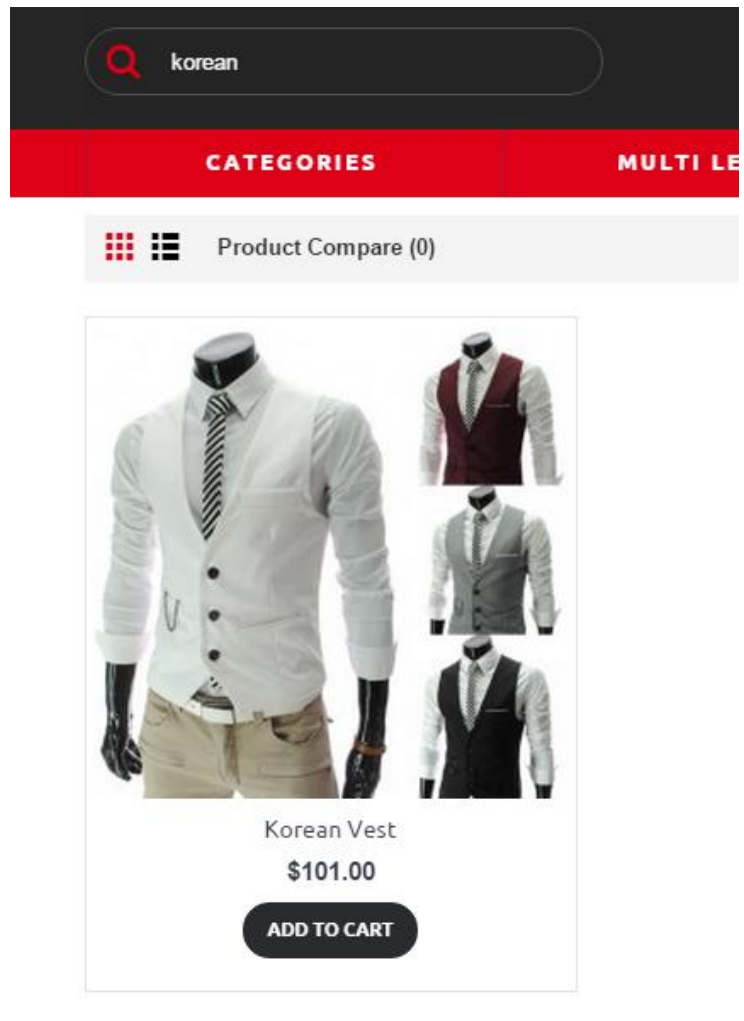 korean
CATEGORIES
MULTI LE
Product Compare (0)
Korean Vest
$101.00
ADD TO CART